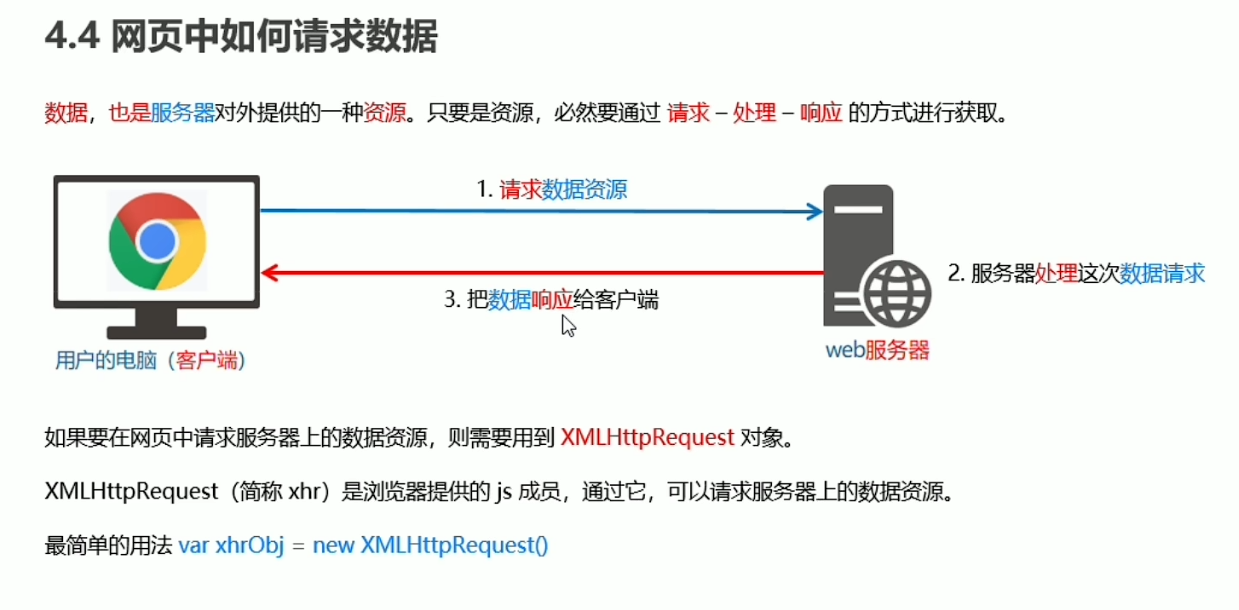 4.4 网页中如何请求数据
数据，也是服务器对外提供的一种资源。只要是资源，必然要通过 请求 – 处理 – 响应 的方式进行获取。
1. 请求数据资源
2. 服务器处理这次数据请求
3. 把数据响应给客户端
用户的电脑（客户端）
web服务器
如果要在网页中请求服务器上的数据资源，则需要用到 XMLHttpRequest 对象。
XMLHttpRequest（简称 xhr）是浏览器提供的 js 成员，通过它，可以请求服务器上的数据资源。
最简单的用法 var xhrObj = new XMLHttpRequest()